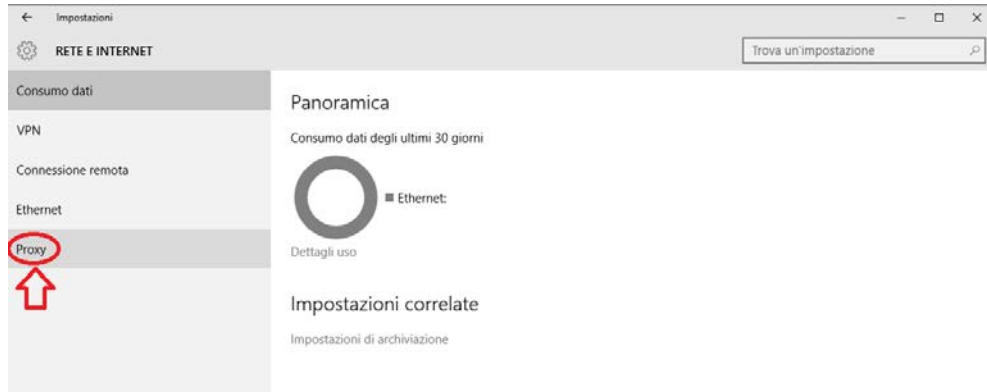 Impostazioni
RETE E INTERNET
Trova un'impostazione
Consumo dati
VPN
Connessione remota
Ethernet
Proxy
Panoramica
Consumo dati degli ultimi 30 giorni
Ethernet:
Dettagli uso
Impostazioni correlate
Impostazioni di archiviazione